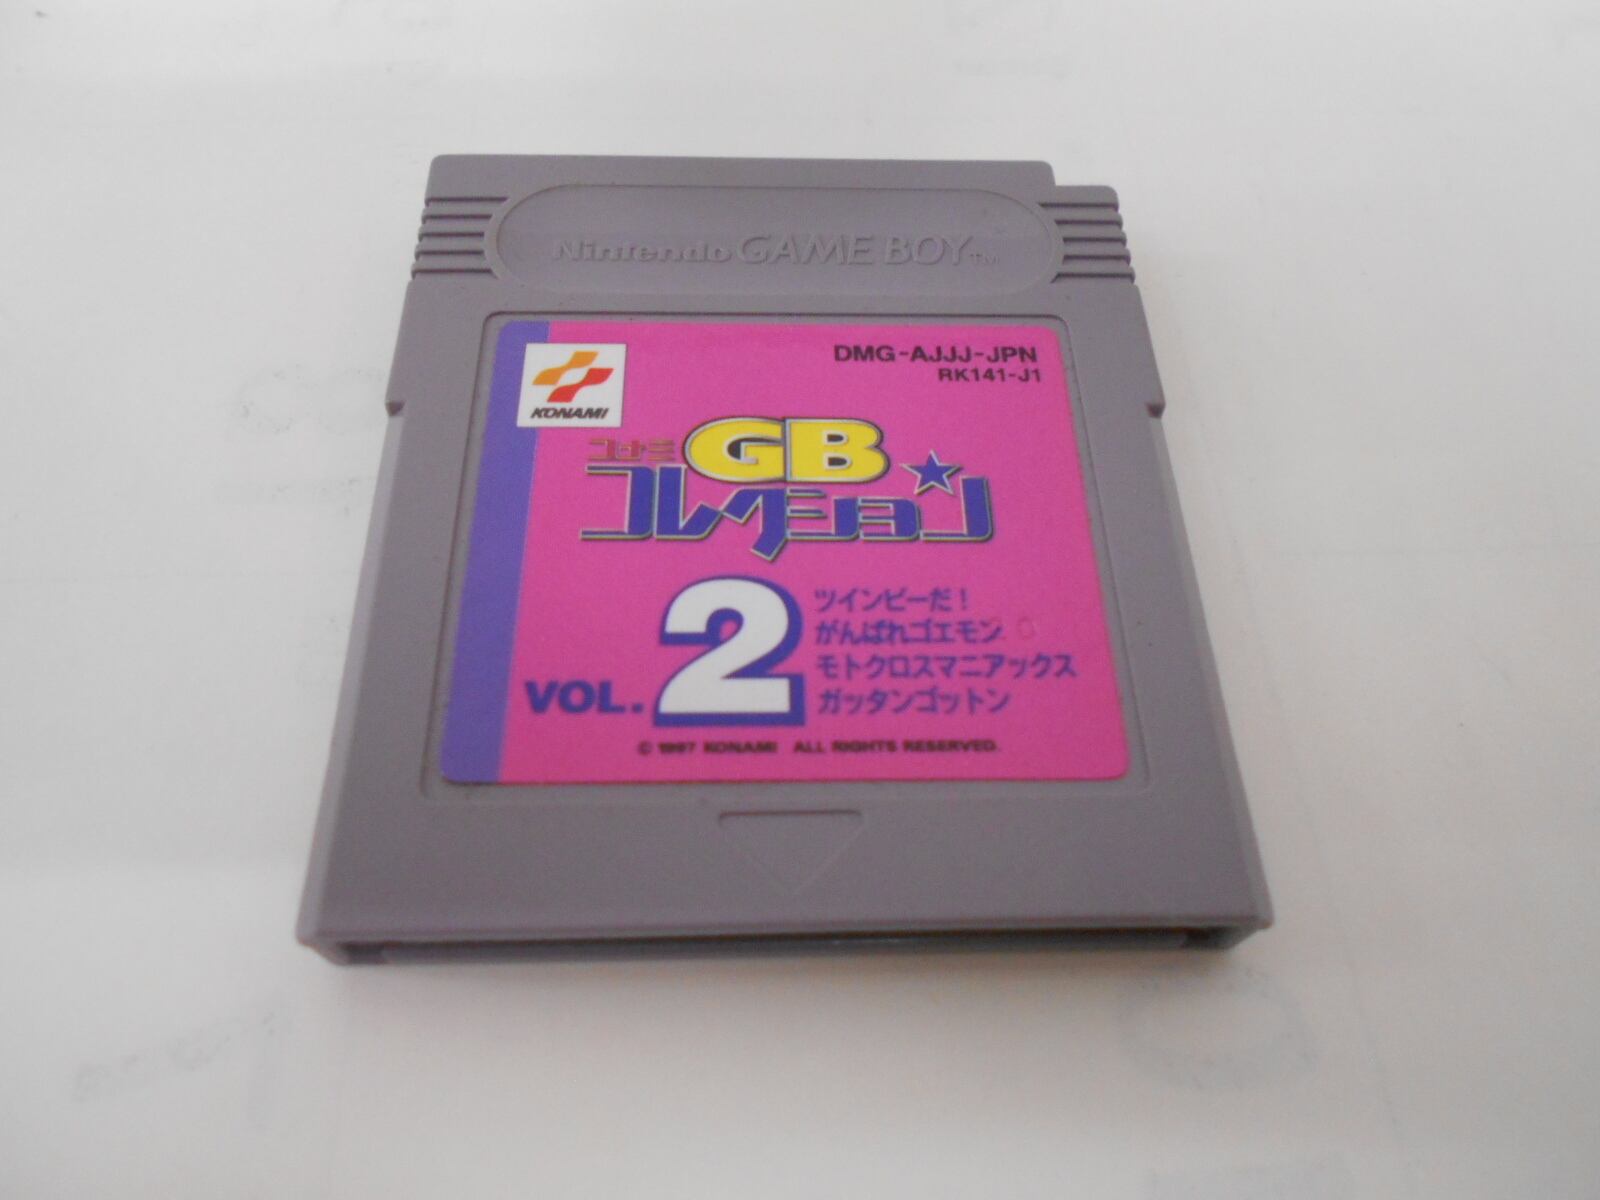 Nintendo GAME BOY TM
KONAMI
DMG-AJJJ-JPN
RK141-J1
コナミ GB
コレクション
VOL. 2
ツインビーだ!
がんばれゴエモン
モトクロスマニアックス
ガッタンゴットン
© 1997 KONAMI ALL RIGHTS RESERVED.